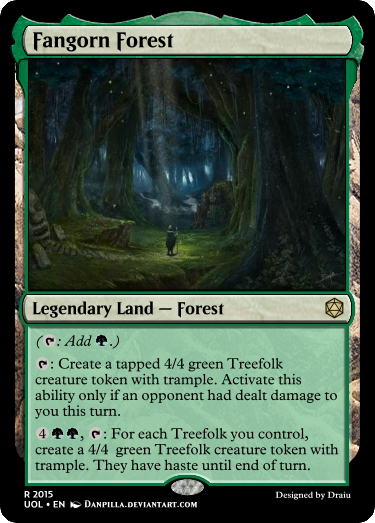 Fangorn Forest
Legendary Land — Forest
(T: Add G.)
T: Create a tapped 4/4 green Treefolk
creature token with trample. Activate this
ability only if an opponent had dealt damage to
you this turn.
4GG, T: For each Treefolk you control,
create a 4/4 green Treefolk creature token with
trample. They have haste until end of turn.
R 2015
UOL • EN DANPILLA.DEVIANTART.COM
Designed by Draiu